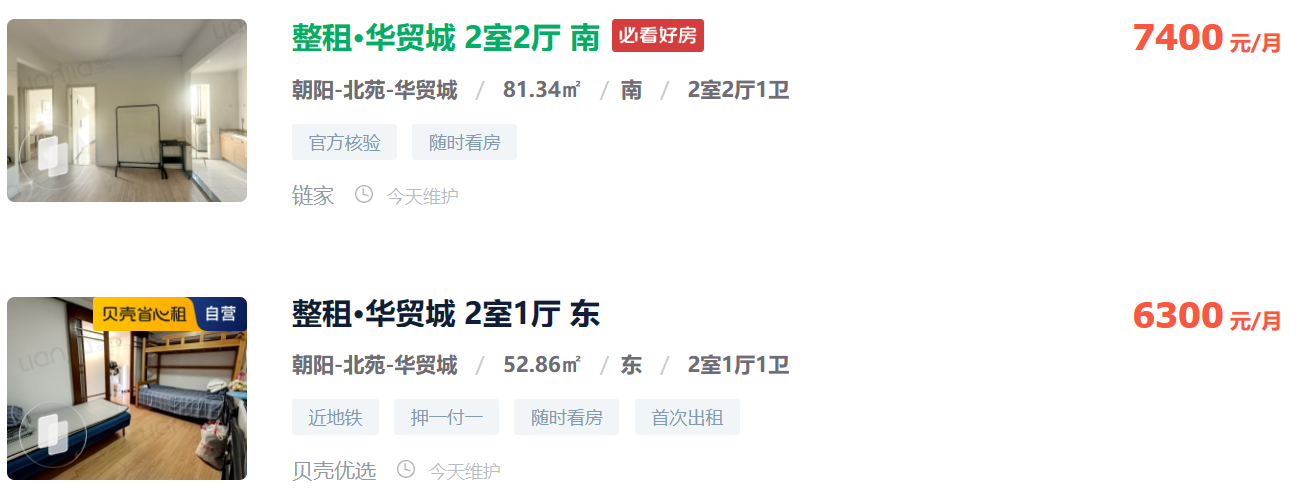 整租·华贸城 2室2厅 南 必看好房
7400 元/月
朝阳-北苑-华贸城 / 81.34㎡ / 南 / 2室2厅1卫
官方核验 随时看房
链家 今天维护
lianjia
贝壳省心租 自营
整租·华贸城 2室1厅 东
6300 元/月
朝阳-北苑-华贸城 / 52.86㎡ / 东 / 2室1厅1卫
近地铁 押一付一 随时看房 首次出租
贝壳优选 今天维护